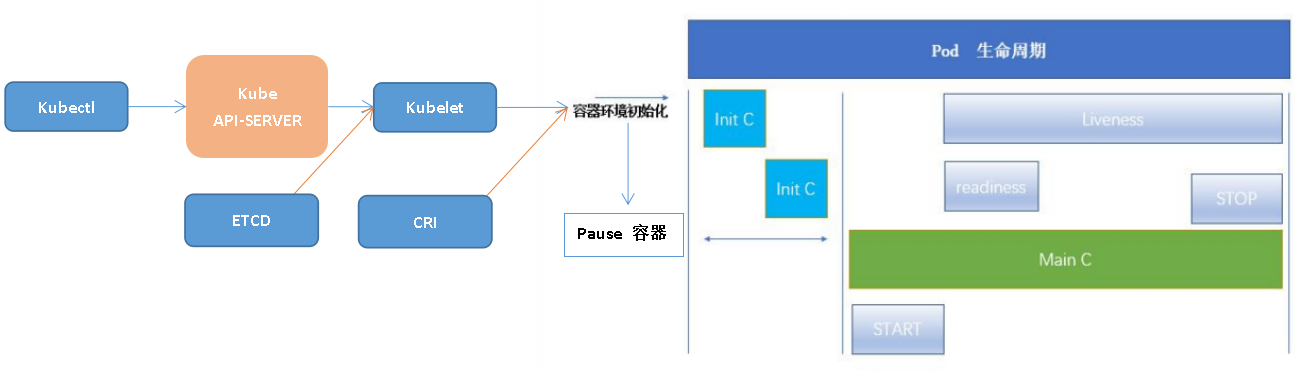 Kubectl
Kube
API-SERVER
Kubelet
ETCD
CRI
容器环境初始化
Pause 容器
Pod 生命周期
Init C
Init C
Liveness
readiness
STOP
Main C
START